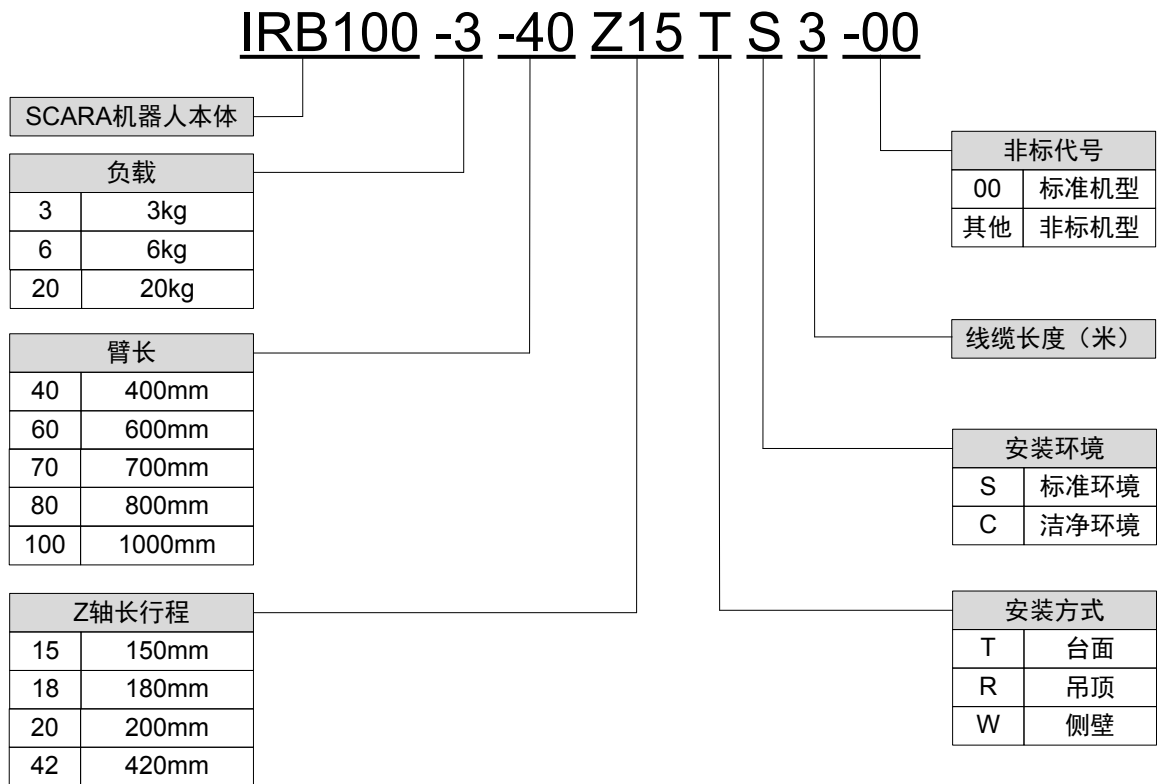 IRB100 -3 -40 Z15 T S 3 -00
SCARA机器人本体
负载
3 3kg
6 6kg
20 20kg
臂长
40 400mm
60 600mm
70 700mm
80 800mm
100 1000mm
Z轴长行程
15 150mm
18 180mm
20 200mm
42 420mm
非标代号
00 标准机型
其他 非标机型
线缆长度（米）
安装环境
S 标准环境
C 洁净环境
安装方式
T 台面
R 吊顶
W 侧壁